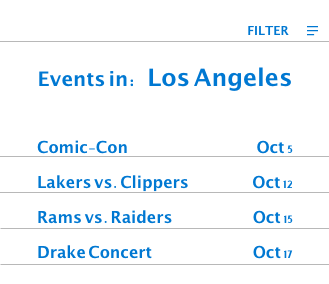 FILTER
Events in: Los Angeles
Comic-Con Oct 5
Lakers vs. Clippers Oct 12
Rams vs. Raiders Oct 15
Drake Concert Oct 17